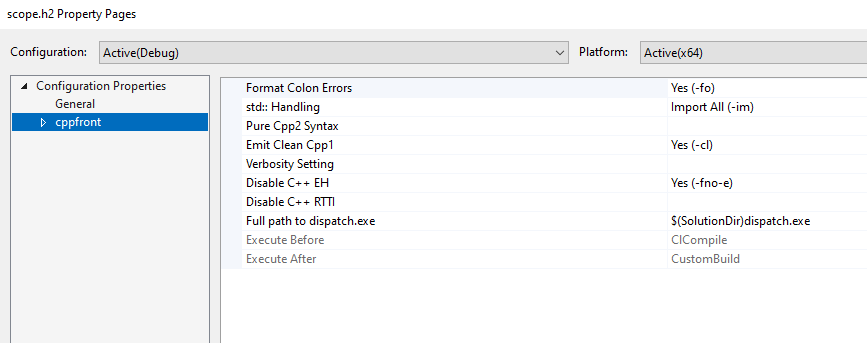 scope.h2 Property Pages
Configuration: Active(Debug) Platform: Active(x64)
Configuration Properties
General
cppfront
Format Colon Errors Yes (-fo)
std:: Handling Import All (-im)
Pure Cpp2 Syntax
Emit Clean Cpp1 Yes (-cl)
Verbosity Setting
Disable C++ EH Yes (-fno-e)
Disable C++ RTTI
Full path to dispatch.exe $(SolutionDir)dispatch.exe
Execute Before ClCompile
Execute After CustomBuild